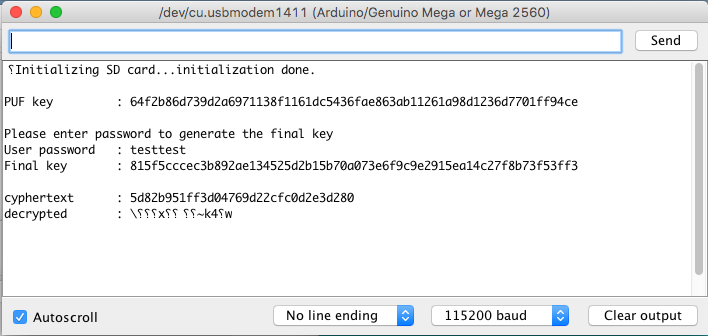 /dev/cu.usbmodem1411 (Arduino/Genuino Mega or Mega 2560)
Send
⸮Initializing SD card...initialization done.
PUF key : 64f2b86d739d2a6971138f1161dc5436fae863ab11261a98d1236d7701ff94ce
Please enter password to generate the final key
User password : testtest
Final key : 815f5cccec3b892ae134525d2b15b70a073e6f9c9e2915ea14c27f8b73f53ff3
cyphertext : 5d82b951ff3d04769d22cfc0d2e3d280
decrypted : \⸮⸮⸮x⸮⸮ ⸮⸮~k4⸮w
Autoscroll
No line ending
115200 baud
Clear output